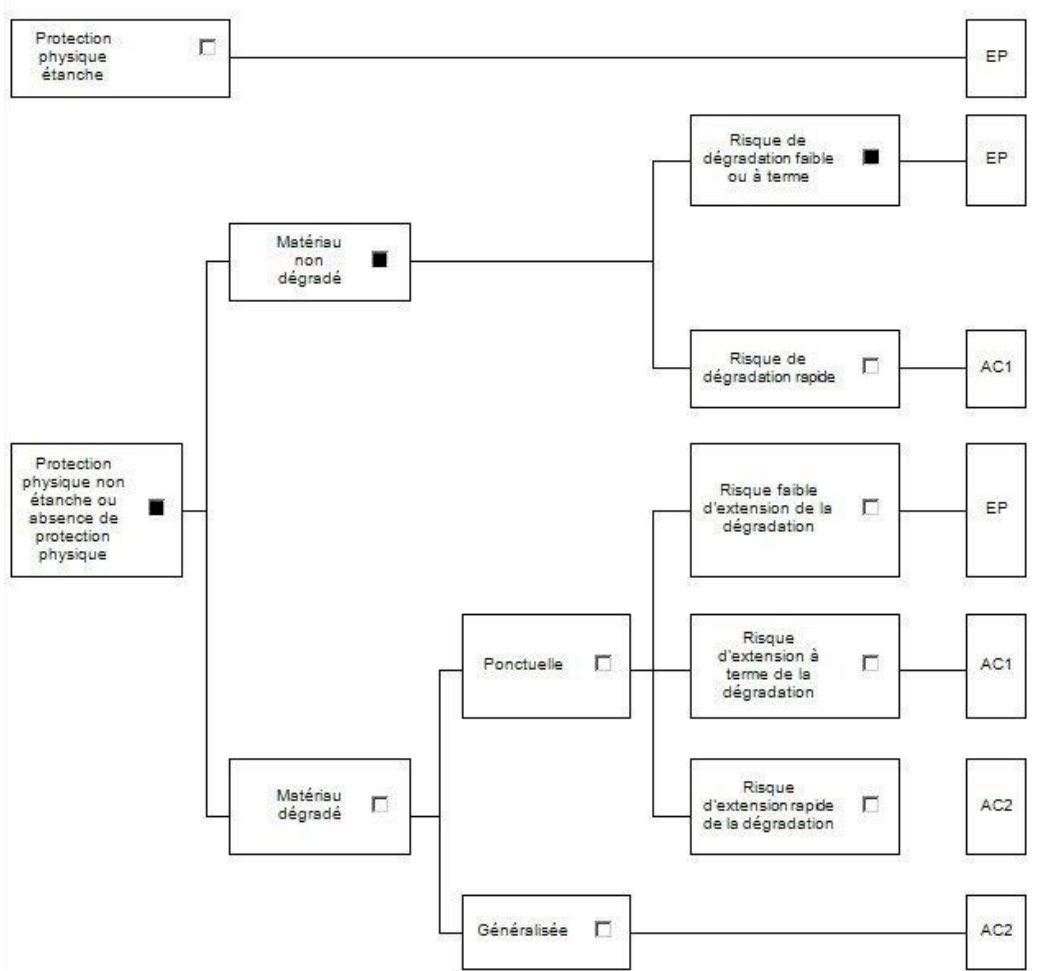 Protection
physique
étanche
EP
Risque de
dégradation faible
ou à terme
EP
Matériau
non
dégradé
Risque de
dégradation rapide
AC1
Protection
physique non
étanche ou
absence de
protection
physique
Risque faible
d'extension de la
dégradation
EP
Ponctuelle
Risque
d'extension à
terme de la
dégradation
AC1
Matériau
dégradé
Risque
d'extension rapide
de la dégradation
AC2
Généralisée
AC2